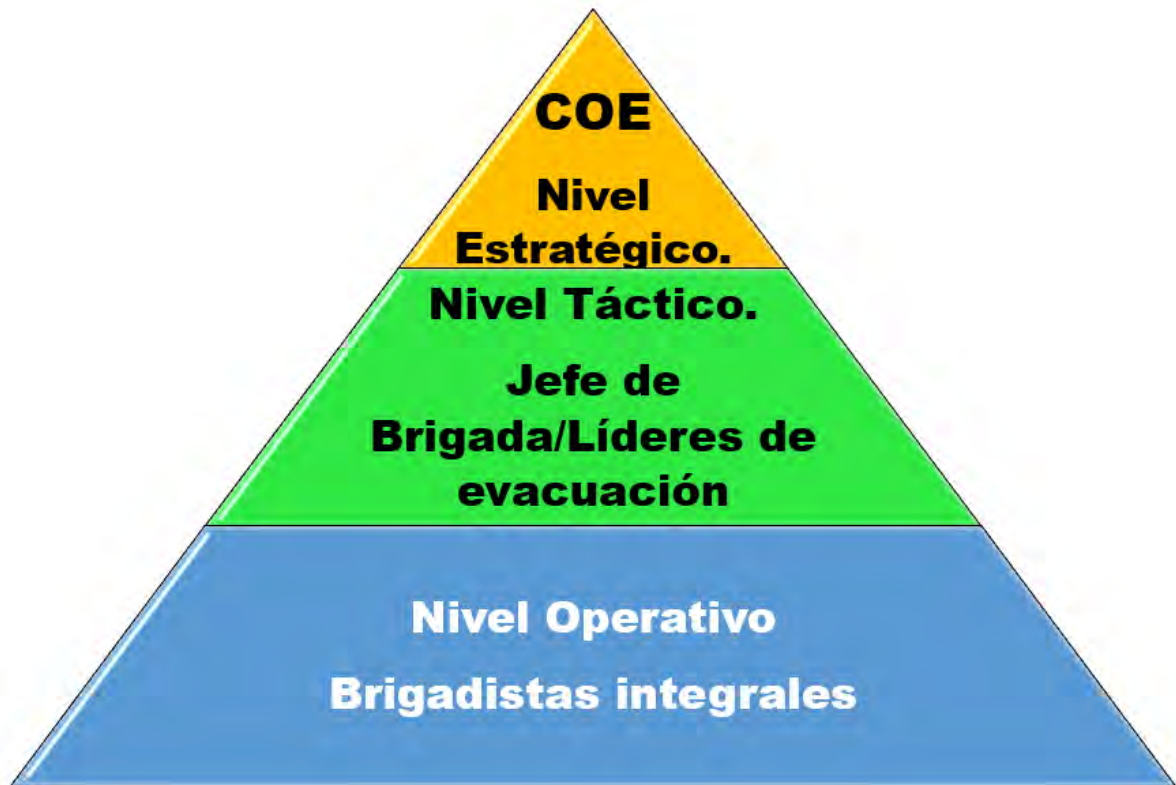 COE
Nivel
Estratégico.
Nivel Táctico.
Jefe de
Brigada/Líderes de
evacuación
Nivel Operativo
Brigadistas integrales